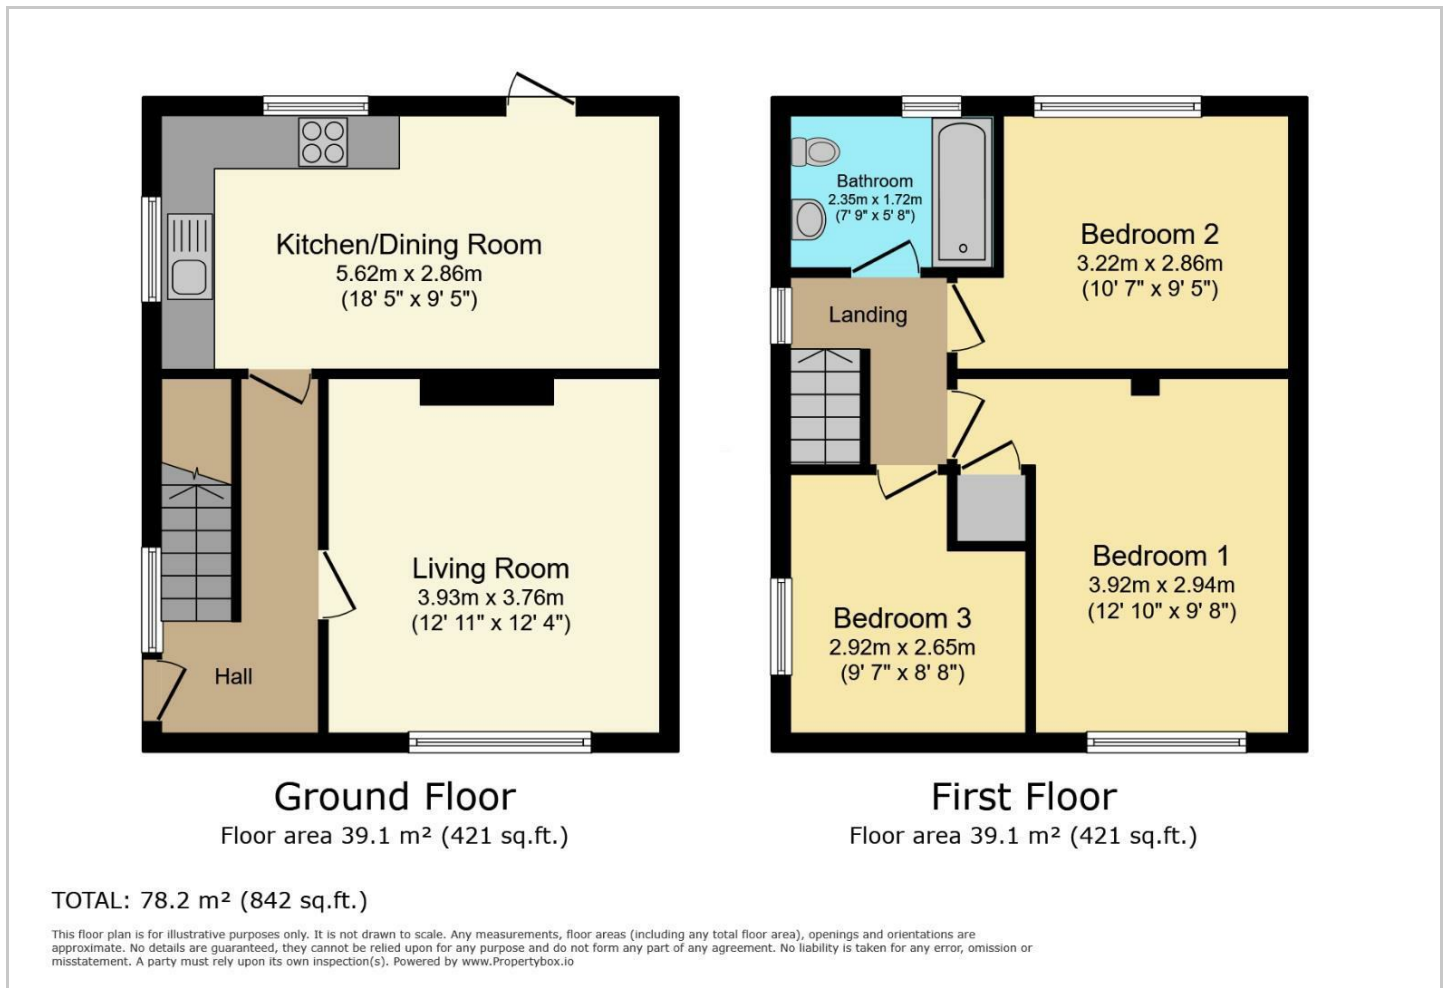 Kitchen/Dining Room
5.62m x 2.86m
(18' 5" x 9' 5")
Living Room
3.93m x 3.76m
(12' 11" x 12' 4")
Hall
Ground Floor
Floor area 39.1 m² (421 sq.ft.)
Bathroom
2.35m x 1.72m
(7' 9" x 5' 8")
Bedroom 2
3.22m x 2.86m
(10' 7" x 9' 5")
Landing
Bedroom 1
3.92m x 2.94m
(12' 10" x 9' 8")
Bedroom 3
2.92m x 2.65m
(9' 7" x 8' 8")
First Floor
Floor area 39.1 m² (421 sq.ft.)
TOTAL: 78.2 m² (842 sq.ft.)
This floor plan is for illustrative purposes only. It is not drawn to scale. Any measurements, floor areas (including any total floor area), openings and orientations are
approximate. No details are guaranteed, they cannot be relied upon for any purpose and do not form any part of any agreement. No liability is taken for any error, omission or
misstatement. A party must rely upon its own inspection(s). Powered by www.Propertybox.io